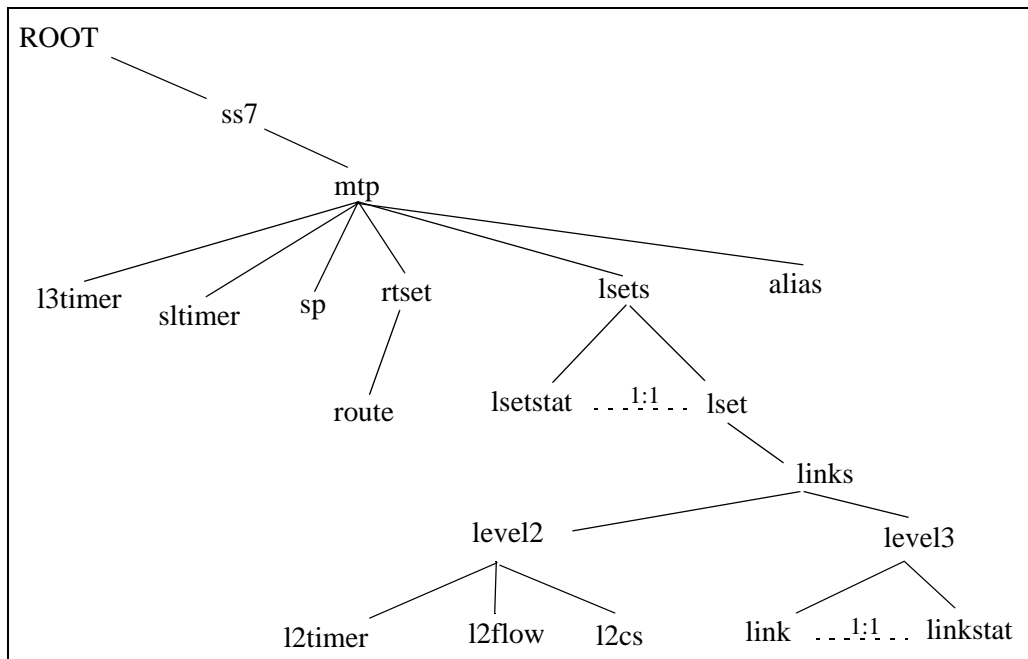 ROOT
ss7
mtp
l3timer
sltimer
sp
rtset
lsets
alias
route
lsetstat
1:1
lset
links
level2
level3
l2timer
l2flow
l2cs
link
1:1
linkstat